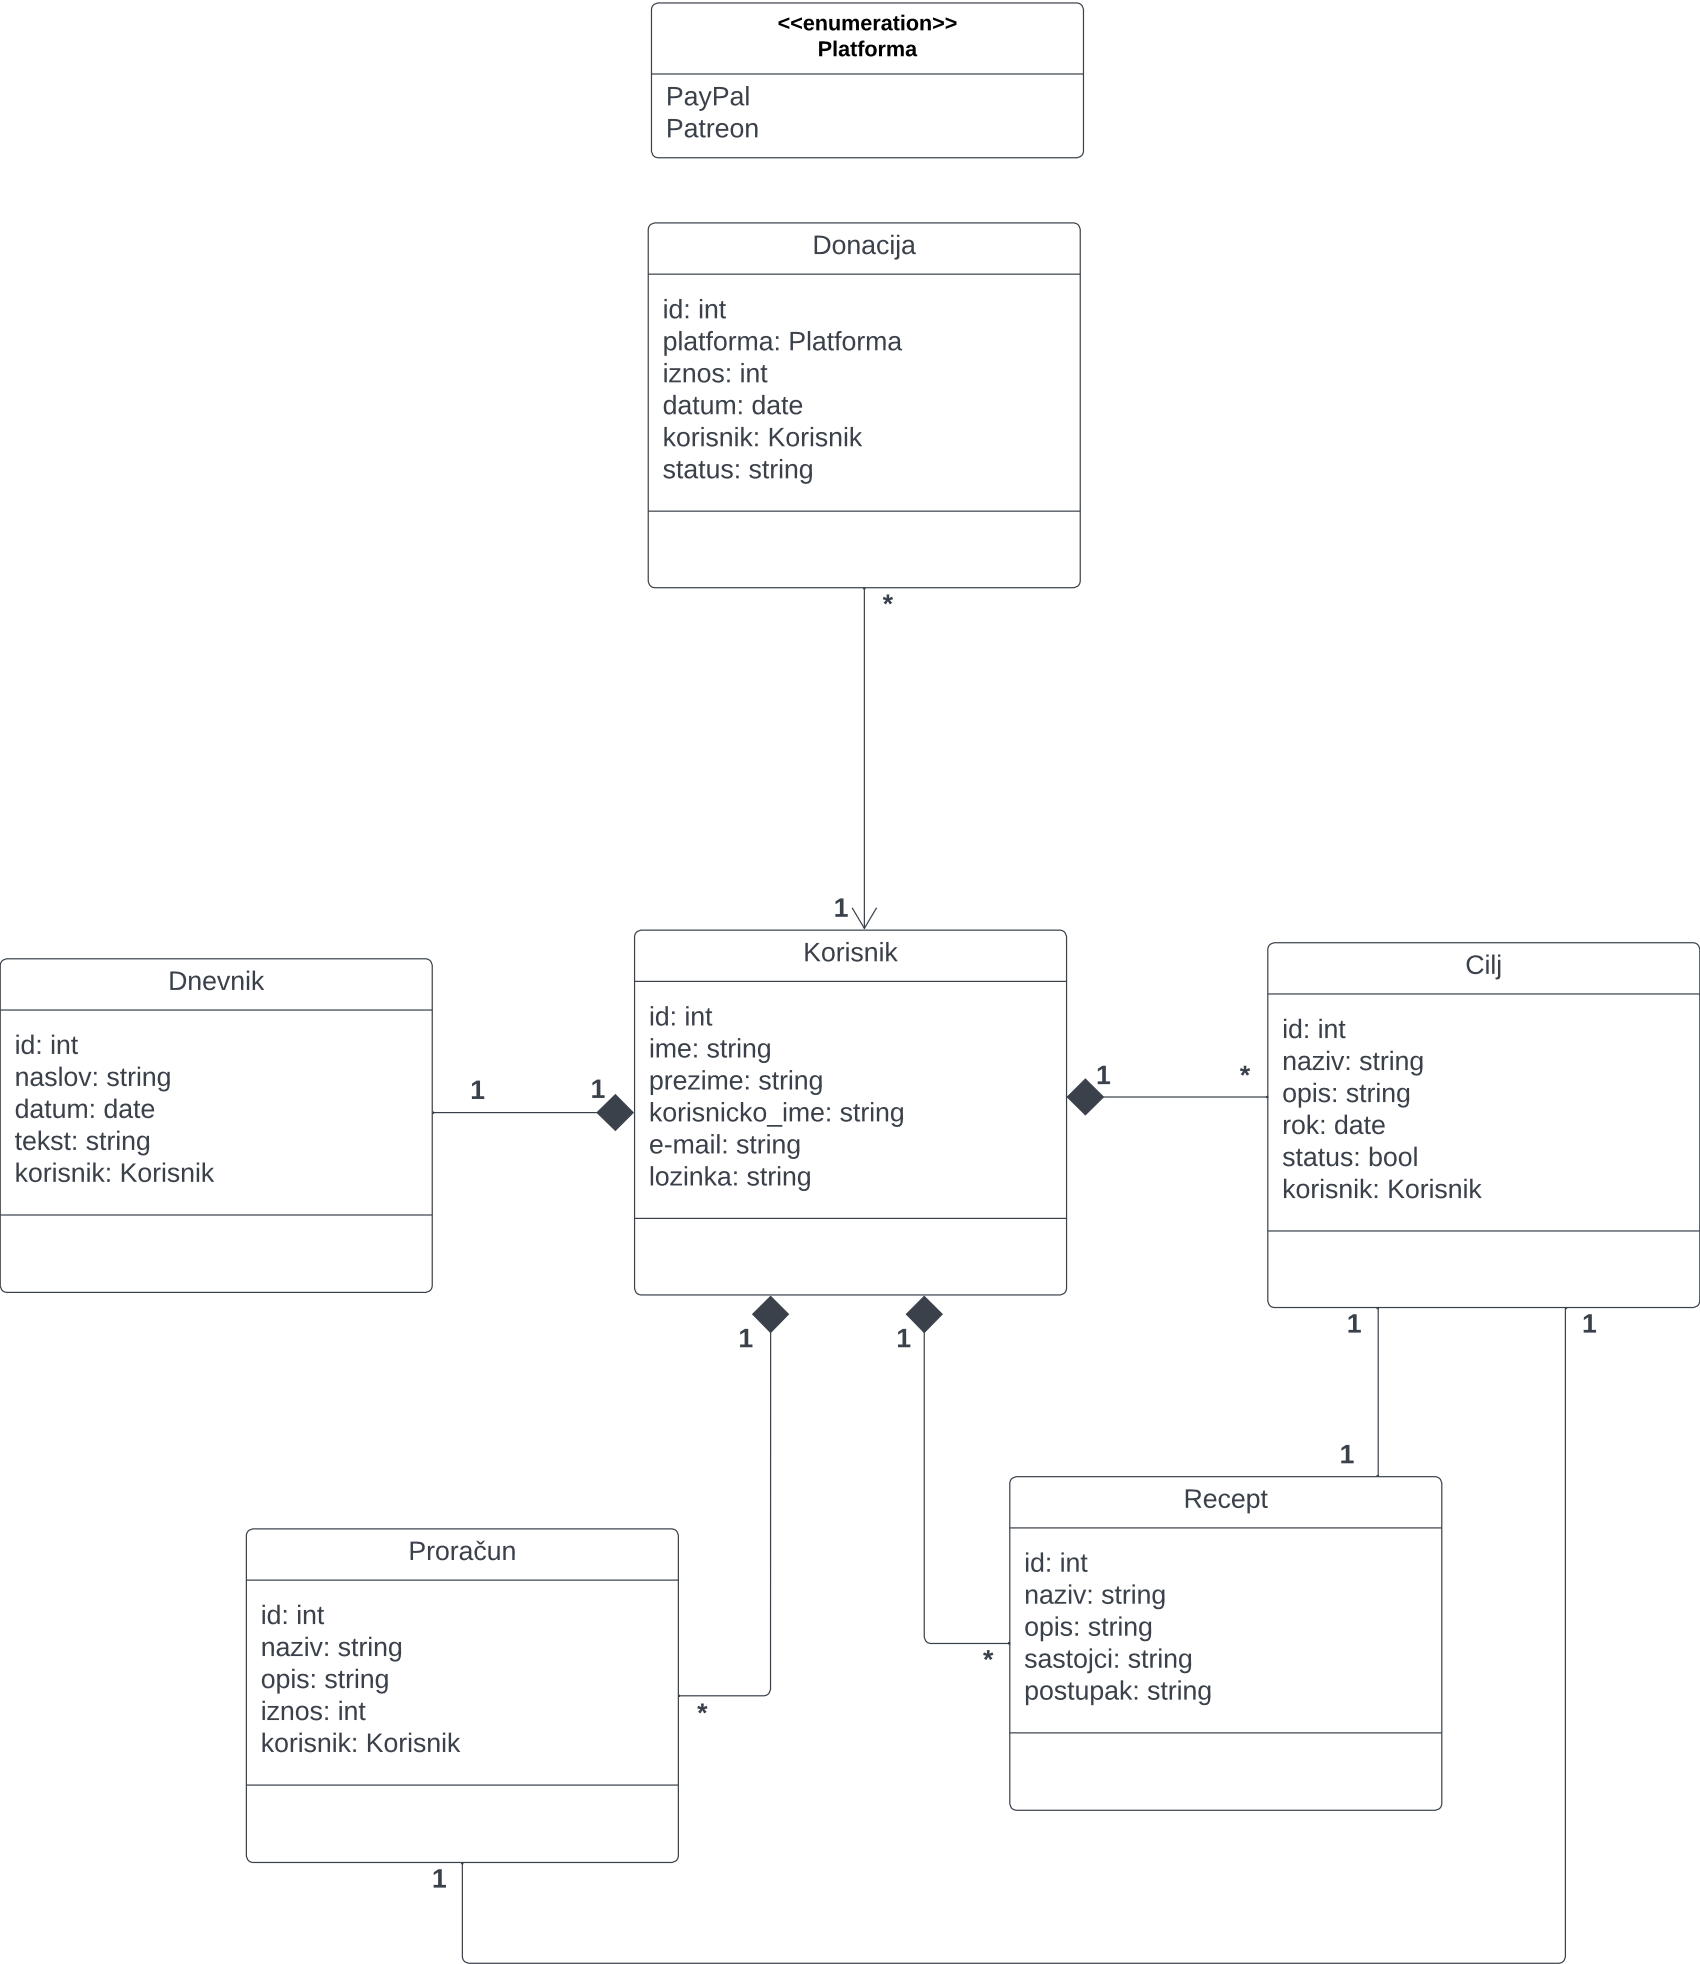 <<enumeration>>
Platforma
PayPal
Patreon
Donacija
id: int
platforma: Platforma
iznos: int
datum: date
korisnik: Korisnik
status: string
*
1
Korisnik
id: int
ime: string
prezime: string
korisnicko_ime: string
e-mail: string
lozinka: string
Dnevnik
id: int
naslov: string
datum: date
tekst: string
korisnik: Korisnik
1
1
1
*
Cilj
id: int
naziv: string
opis: string
rok: date
status: bool
korisnik: Korisnik
1
1
1
1
1
Recept
id: int
naziv: string
opis: string
sastojci: string
postupak: string
*
Proračun
id: int
naziv: string
opis: string
iznos: int
korisnik: Korisnik
*
1